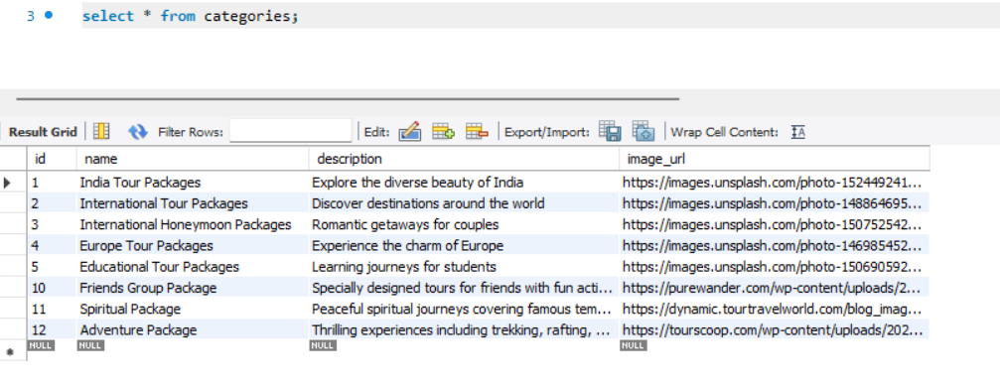 3 select * from categories;
Result Grid Filter Rows: Edit: Export/Import: Wrap Cell Content: IA
id name description image_url
1 India Tour Packages Explore the diverse beauty of India https://images.unsplash.com/photo-152449241...
2 International Tour Packages Discover destinations around the world https://images.unsplash.com/photo-148864695...
3 International Honeymoon Packages Romantic getaways for couples https://images.unsplash.com/photo-150752542...
4 Europe Tour Packages Experience the charm of Europe https://images.unsplash.com/photo-146985452...
5 Educational Tour Packages Learning journeys for students https://images.unsplash.com/photo-150690592...
10 Friends Group Package Specially designed tours for friends with fun acti... https://purewander.com/wp-content/uploads/2...
11 Spiritual Package Peaceful spiritual journeys covering famous tem... https://dynamic.tourtravelworld.com/blog_imag...
12 Adventure Package Thrilling experiences including trekking, rafting, ... https://tourscoop.com/wp-content/uploads/202...
NULL NULL NULL NULL